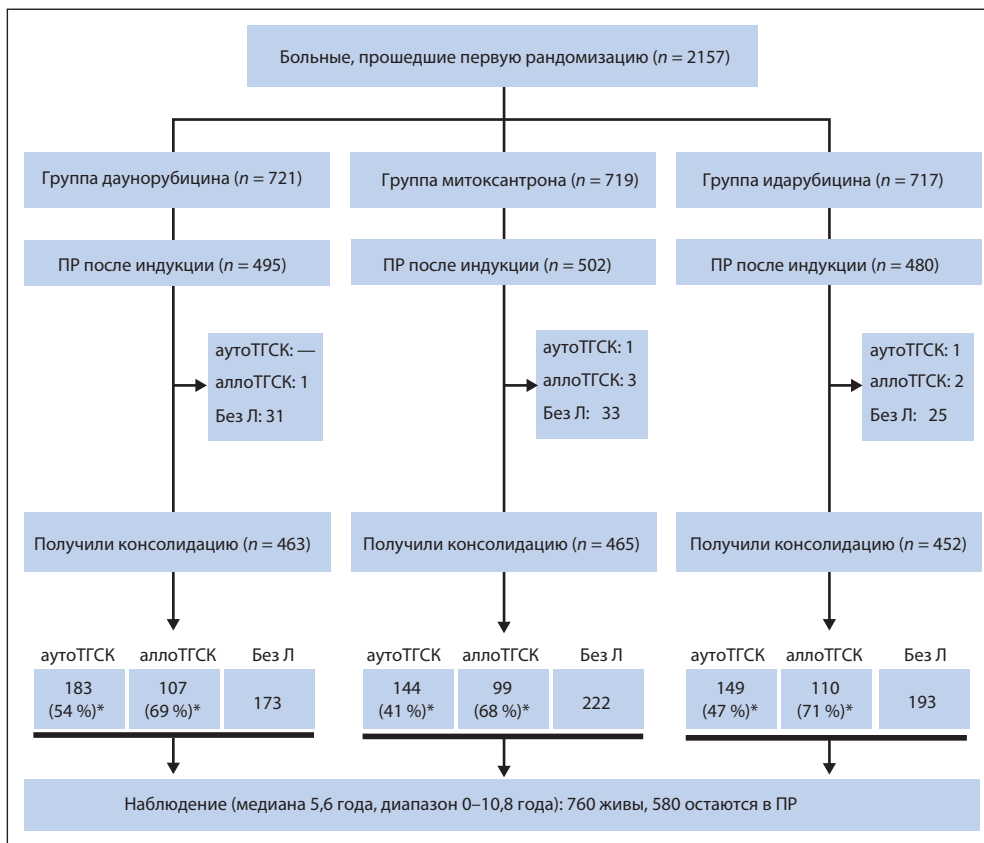 Больные, прошедшие первую рандомизацию (n = 2157)
Группа даунорубицина (n = 721)
Группа митоксантрона (n = 719)
Группа идарубицина (n = 717)
ПР после индукции (n = 495)
ПР после индукции (n = 502)
ПР после индукции (n = 480)
аутоТГСК: —
аллоТГСК: 1
Без Л: 31
аутоТГСК: 1
аллоТГСК: 3
Без Л: 33
аутоТГСК: 1
аллоТГСК: 2
Без Л: 25
Получили консолидацию (n = 463)
Получили консолидацию (n = 465)
Получили консолидацию (n = 452)
аутоТГСК аллоТГСК Без Л
183 107 173
(54 %)* (69 %)*
аутоТГСК аллоТГСК Без Л
144 99 222
(41 %)* (68 %)*
аутоТГСК аллоТГСК Без Л
149 110 193
(47 %)* (71 %)*
Наблюдение (медиана 5,6 года, диапазон 0–10,8 года): 760 живы, 580 остаются в ПР